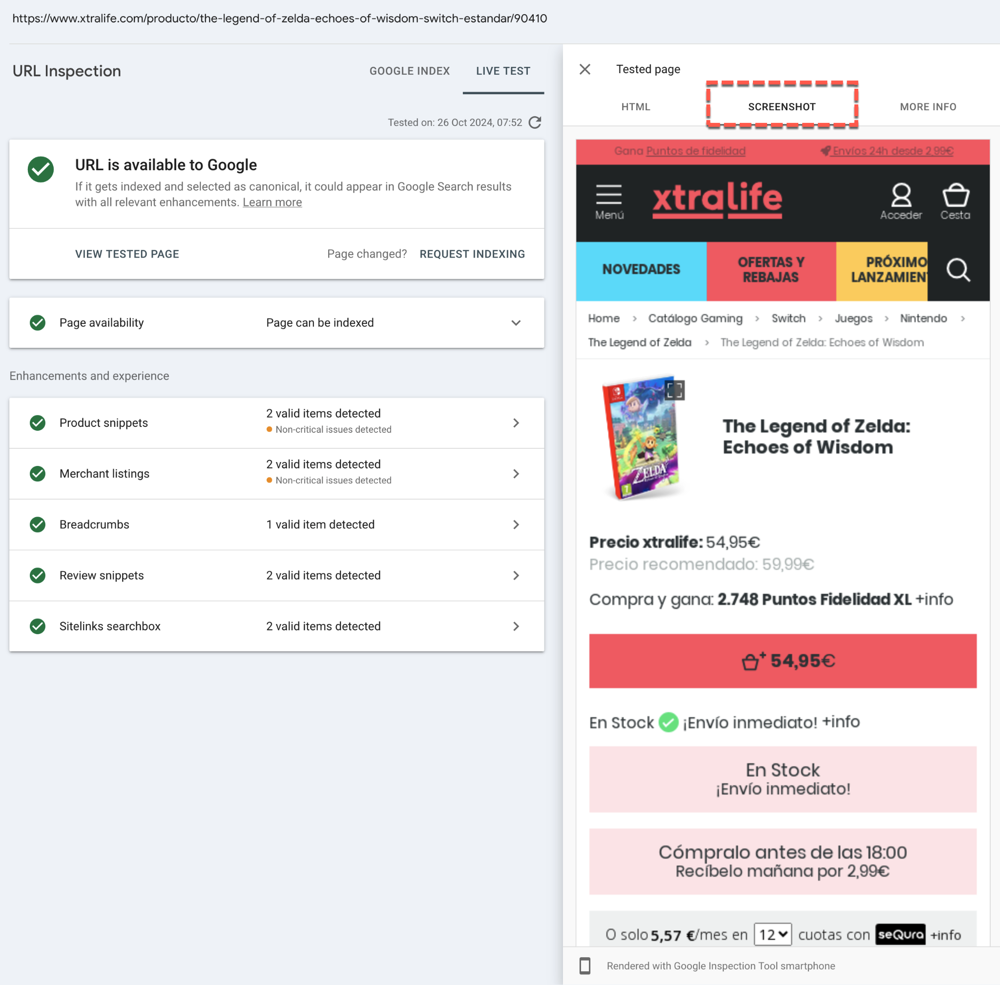 https://www.xtralife.com/producto/the-legend-of-zelda-echoes-of-wisdom-switch-estandar/90410
URL Inspection
GOOGLE INDEX
LIVE TEST
Tested on: 26 Oct 2024, 07:52
URL is available to Google
If it gets indexed and selected as canonical, it could appear in Google Search results
with all relevant enhancements. Learn more
VIEW TESTED PAGE
Page changed? REQUEST INDEXING
Page availability
Page can be indexed
Enhancements and experience
Product snippets
2 valid items detected
Non-critical issues detected
Merchant listings
2 valid items detected
Non-critical issues detected
Breadcrumbs
1 valid item detected
Review snippets
2 valid items detected
Sitelinks searchbox
2 valid items detected
Tested page
HTML
SCREENSHOT
MORE INFO
Gana Puntos de fidelidad
Envíos 24h desde 2,99€
Menú
xtralife
Acceder
Cesta
NOVEDADES
OFERTAS Y
REBAJAS
PRÓXIMO
LANZAMIEN
Home > Catálogo Gaming > Switch > Juegos > Nintendo >
The Legend of Zelda > The Legend of Zelda: Echoes of Wisdom
ZELDA
7
The Legend of Zelda:
Echoes of Wisdom
Precio xtralife: 54,95€
Precio recomendado: 59,99€
Compra y gana: 2.748 Puntos Fidelidad XL +info
54,95€
En Stock ¡Envío inmediato! +info
En Stock
¡Envío inmediato!
Cómpralo antes de las 18:00
Recíbelo mañana por 2,99€
O solo 5,57 €/mes en 12 cuotas con seQura +info
Rendered with Google Inspection Tool smartphone